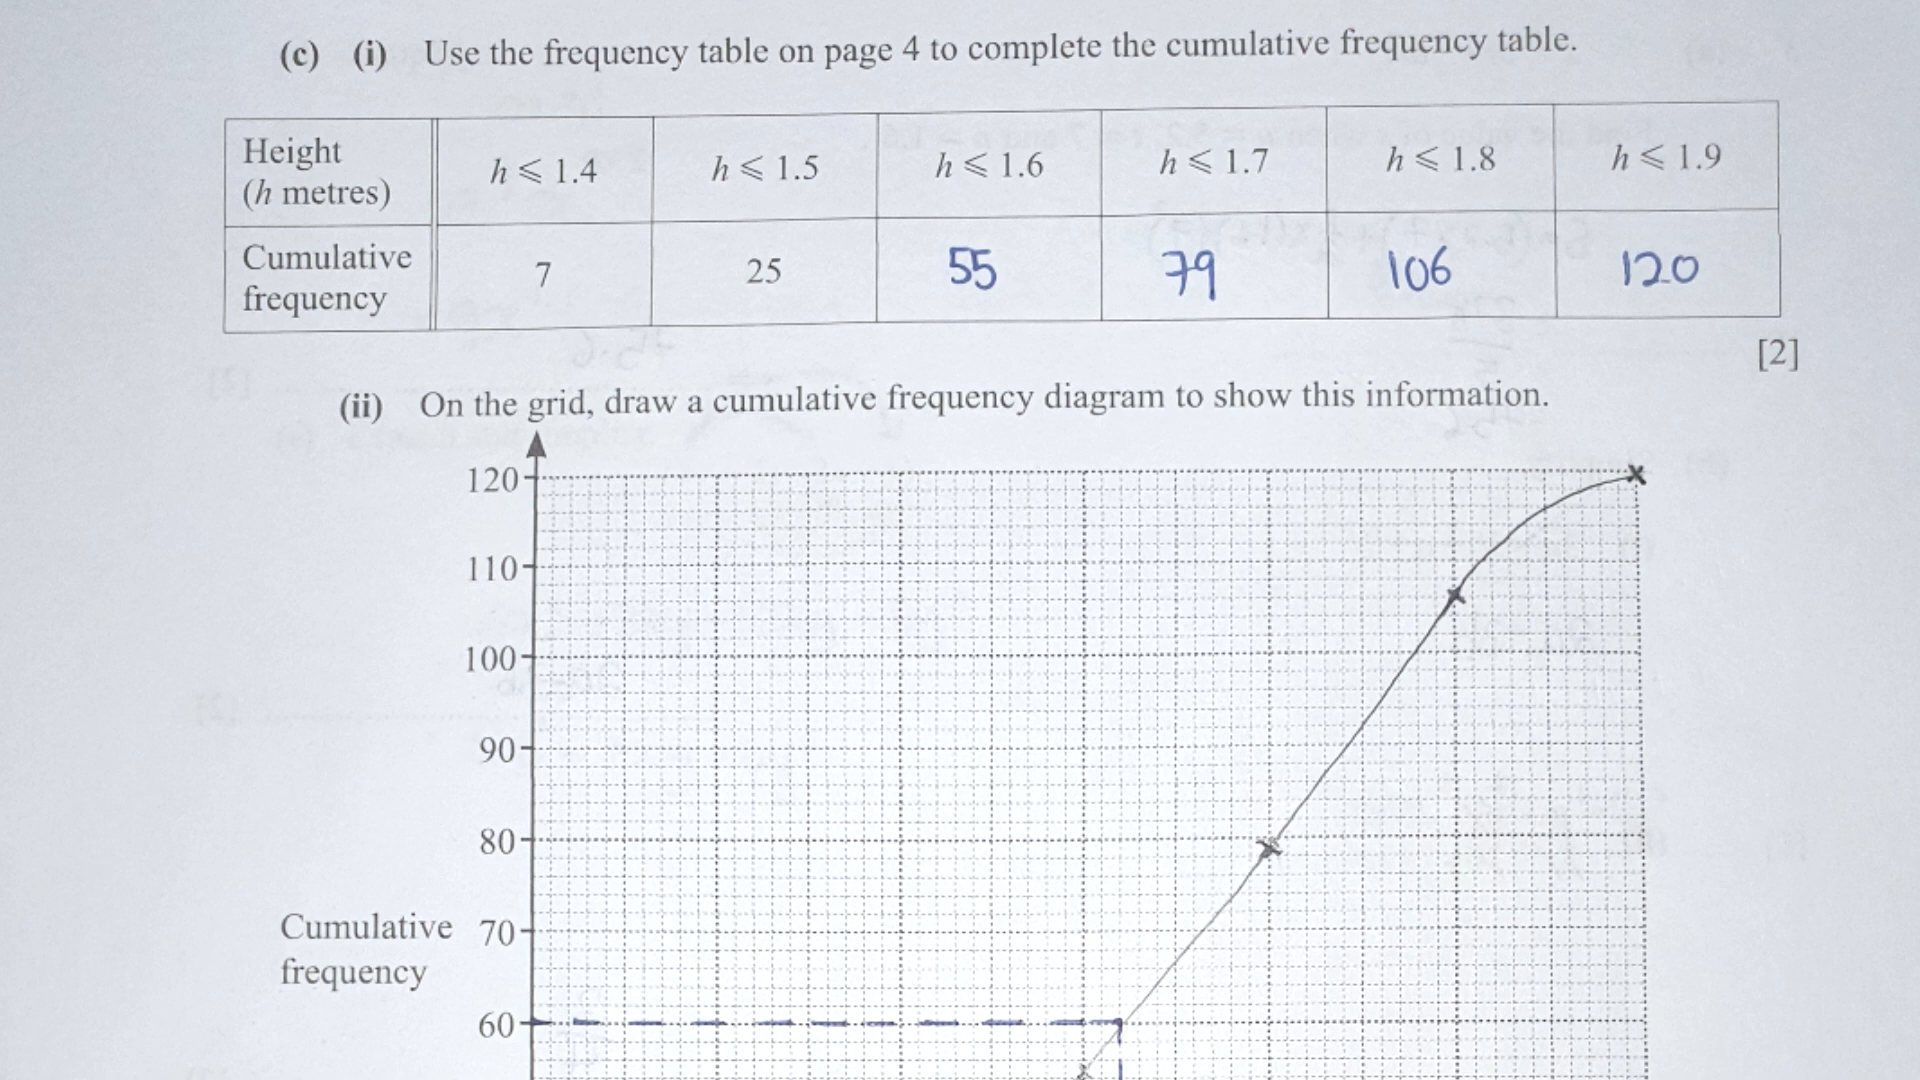 (c) (i) Use the frequency table on page 4 to complete the cumulative frequency table.
Height (h metres) h ⩽ 1.4 h ⩽ 1.5 h ⩽ 1.6 h ⩽ 1.7 h ⩽ 1.8 h ⩽ 1.9
Cumulative frequency 7 25 55 79 106 120
[2]
(ii) On the grid, draw a cumulative frequency diagram to show this information.
120
110
100
90
80
Cumulative 70
frequency
60